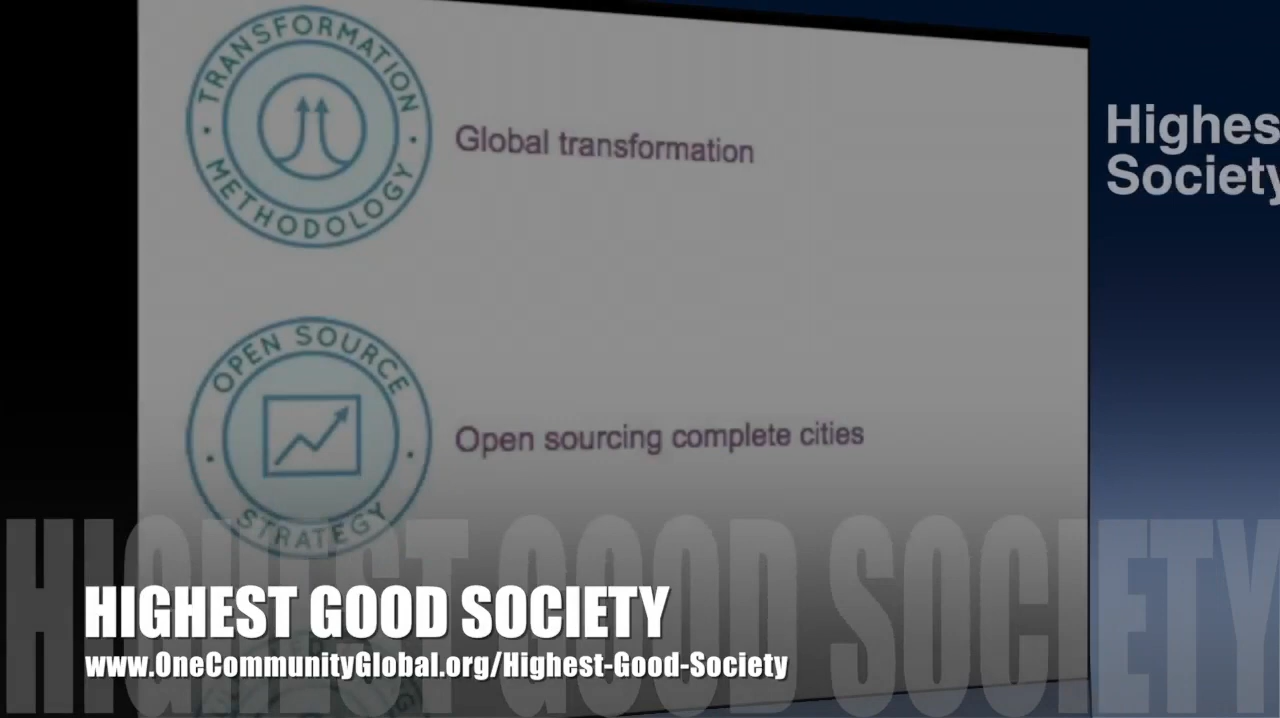 TRANSFORMATION
METHODOLOGY
Global transformation
Highes
Society
OPEN SOURCE
STRATEGY
Open sourcing complete cities
HIGHEST GOOD SOCIETY
HIGHEST GOOD SOCIETY
www.OneCommunityGlobal.org/Highest-Good-Society